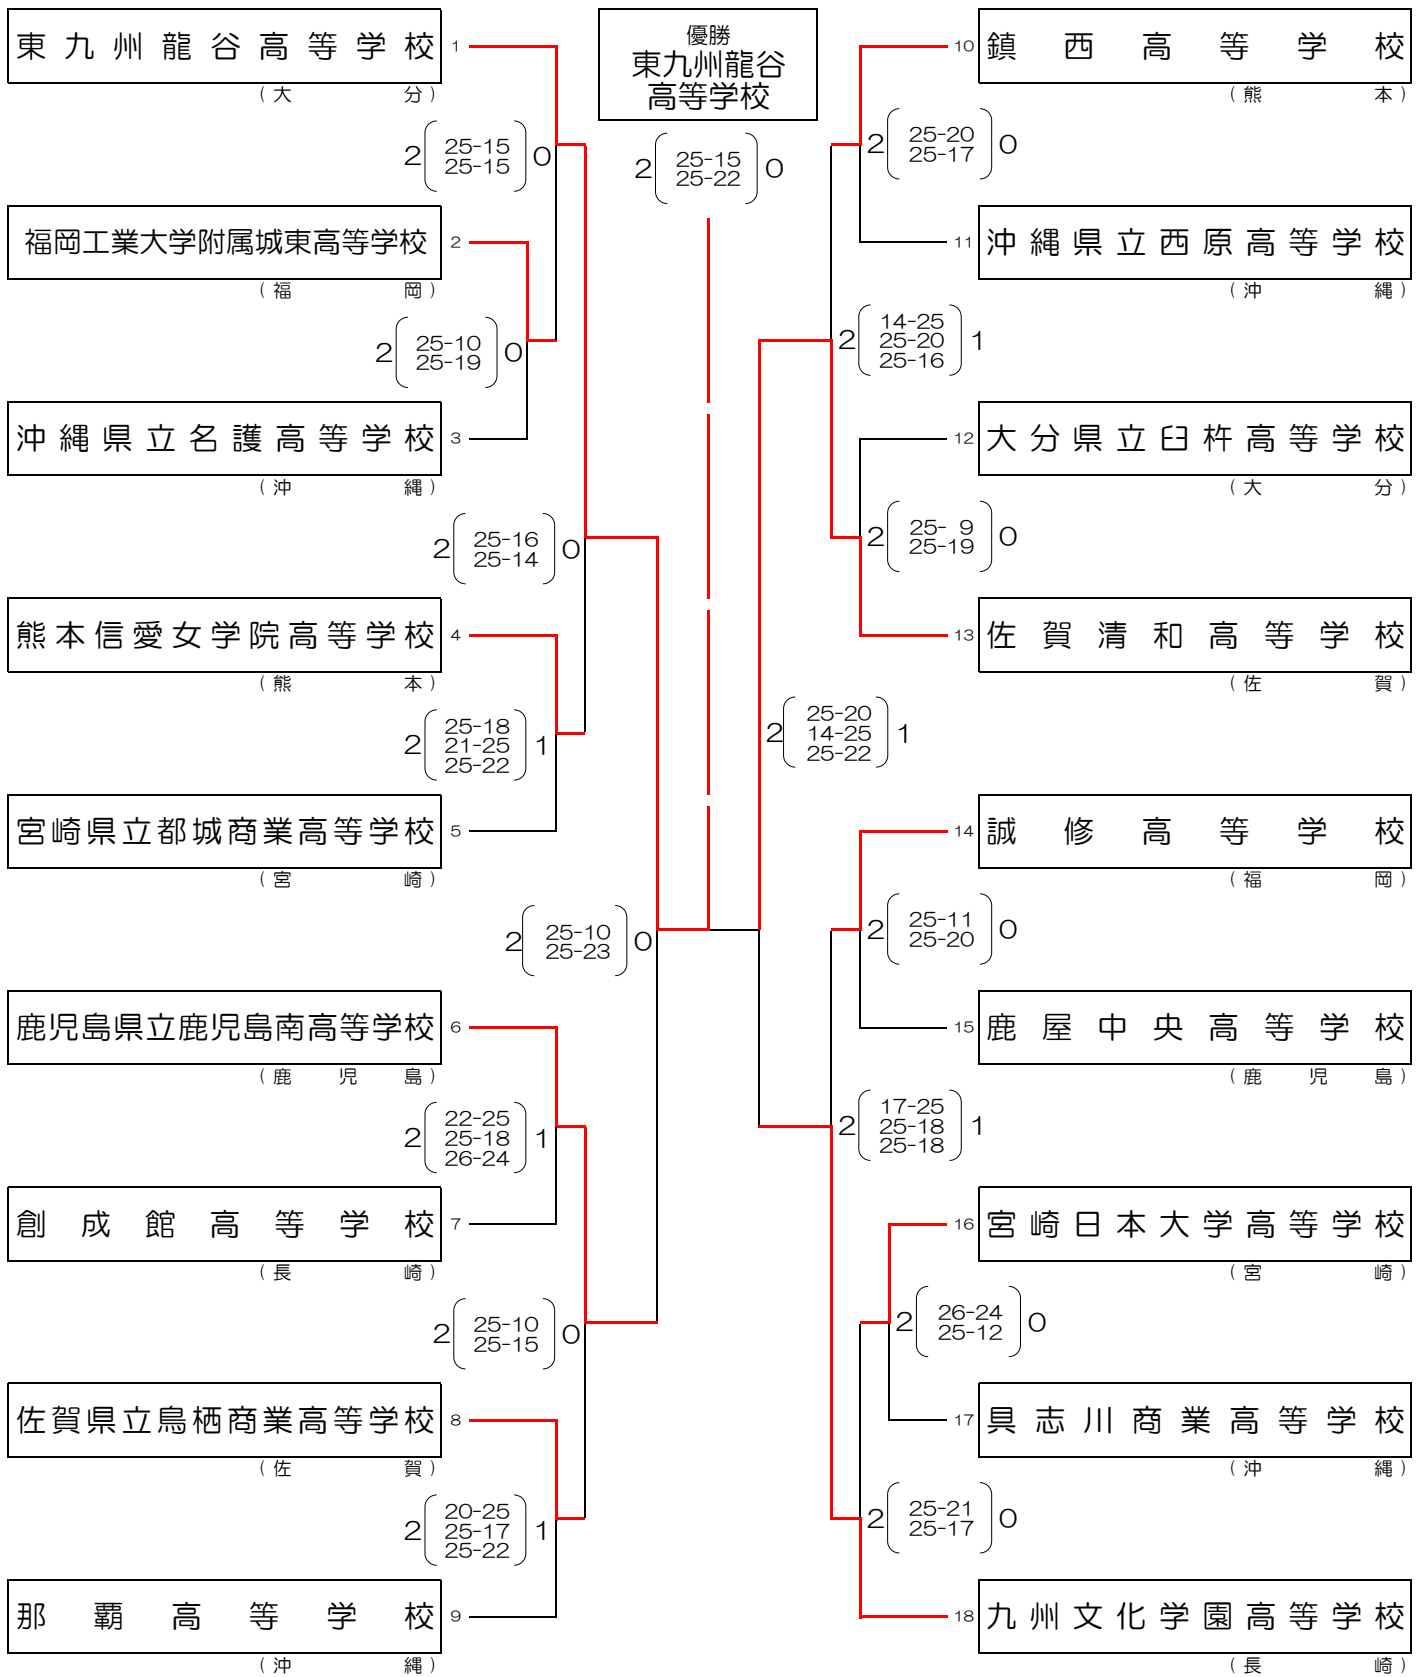 優勝
東九州龍谷
高等学校
2 25-15 0
25-22
東九州龍谷高等学校 1
(大分)
2 25-15 0
25-15
福岡工業大学附属城東高等学校 2
(福岡)
2 25-10 0
25-19
沖縄県立名護高等学校 3
(沖縄)
2 25-16 0
25-14
熊本信愛女学院高等学校 4
(熊本)
2 25-18 1
21-25
25-22
宮崎県立都城商業高等学校 5
(宮崎)
2 25-10 0
25-23
鹿児島県立鹿児島南高等学校 6
(鹿児島)
2 22-25 1
25-18
26-24
創成館高等学校 7
(長崎)
2 25-10 0
25-15
佐賀県立鳥栖商業高等学校 8
(佐賀)
2 20-25 1
25-17
25-22
那覇高等学校 9
(沖縄)
10 鎮西高等学校
(熊本)
2 25-20 0
25-17
11 沖縄県立西原高等学校
(沖縄)
2 14-25 1
25-20
25-16
12 大分県立臼杵高等学校
(大分)
2 25- 9 0
25-19
13 佐賀清和高等学校
(佐賀)
2 25-20 1
14-25
25-22
14 誠修高等学校
(福岡)
2 25-11 0
25-20
15 鹿屋中央高等学校
(鹿児島)
2 17-25 1
25-18
25-18
16 宮崎日本大学高等学校
(宮崎)
2 26-24 0
25-12
17 具志川商業高等学校
(沖縄)
2 25-21 0
25-17
18 九州文化学園高等学校
(長崎)